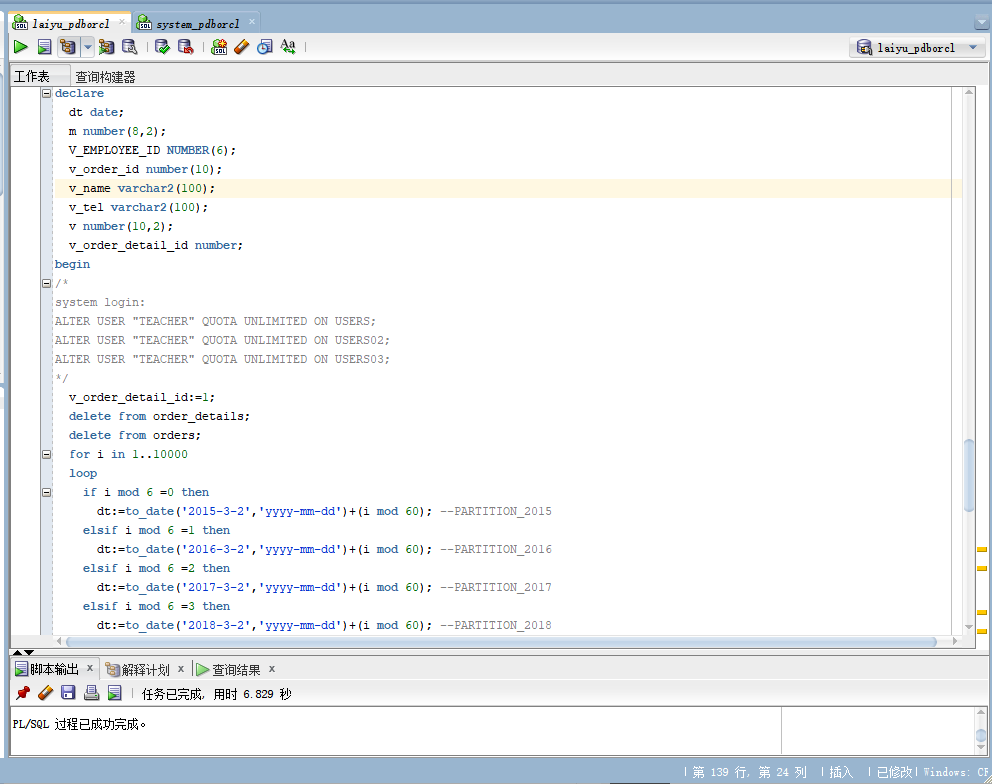 laiyu_pdborcl × system_pdborcl ×
laiyu_pdborcl
工作表 查询构建器
declare
dt date;
m number(8,2);
V_EMPLOYEE_ID NUMBER(6);
v_order_id number(10);
v_name varchar2(100);
v_tel varchar2(100);
v number(10,2);
v_order_detail_id number;
begin
/*
system login:
ALTER USER "TEACHER" QUOTA UNLIMITED ON USERS;
ALTER USER "TEACHER" QUOTA UNLIMITED ON USERS02;
ALTER USER "TEACHER" QUOTA UNLIMITED ON USERS03;
*/
v_order_detail_id:=1;
delete from order_details;
delete from orders;
for i in 1..10000
loop
if i mod 6 =0 then
dt:=to_date('2015-3-2','yyyy-mm-dd')+(i mod 60); --PARTITION_2015
elsif i mod 6 =1 then
dt:=to_date('2016-3-2','yyyy-mm-dd')+(i mod 60); --PARTITION_2016
elsif i mod 6 =2 then
dt:=to_date('2017-3-2','yyyy-mm-dd')+(i mod 60); --PARTITION_2017
elsif i mod 6 =3 then
dt:=to_date('2018-3-2','yyyy-mm-dd')+(i mod 60); --PARTITION_2018
脚本输出 × 解释计划 × 查询结果 ×
任务已完成, 用时 6.829 秒
PL/SQL 过程已成功完成。
第 139 行, 第 24 列 | 插入 | 已修改 | Windows: CR